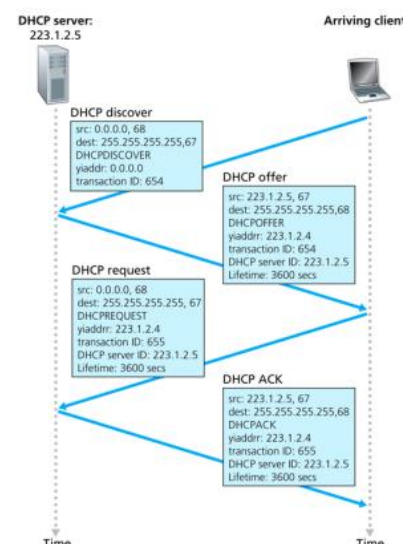 DHCP server:
223.1.2.5
Arriving client
DHCP discover
src: 0.0.0.0, 68
dest: 255.255.255.255,67
DHCPDISCOVER
yiaddr: 0.0.0.0
transaction ID: 654
DHCP offer
src: 223.1.2.5, 67
dest: 255.255.255.255,68
DHCPOFFER
yiaddrr: 223.1.2.4
transaction ID: 654
DHCP server ID: 223.1.2.5
Lifetime: 3600 secs
DHCP request
src: 0.0.0.0, 68
dest: 255.255.255.255, 67
DHCPREQUEST
yiaddrr: 223.1.2.4
transaction ID: 655
DHCP server ID: 223.1.2.5
Lifetime: 3600 secs
DHCP ACK
src: 223.1.2.5, 67
dest: 255.255.255.255,68
DHCPACK
yiaddrr: 223.1.2.4
transaction ID: 655
DHCP server ID: 223.1.2.5
Lifetime: 3600 secs
Time
Time